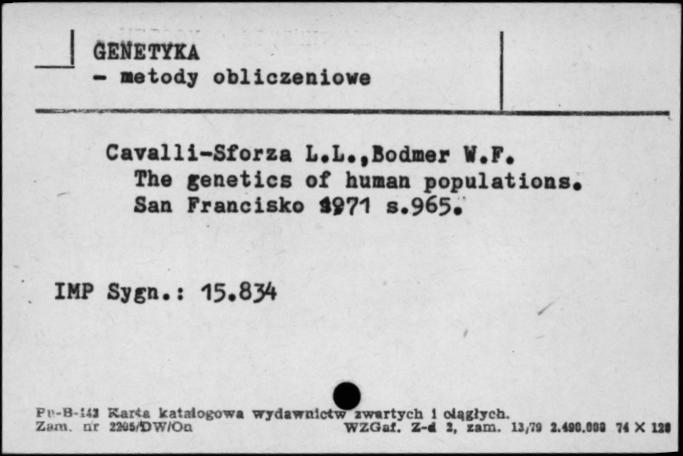 GENETYKA
- metody obliczeniowe
Cavalli-Sforza L.L.,Bodmer W.F.
The genetics of human populations.
San Francisko 1971 s.965.
IMP Sygn.: 15.834
Pu-B-143 Karta katalogowa wydawnictw zwartych i ciągłych.
Zam. nr 2205/DW/On WZGaf. Z-d 2, zam. 13/79 2.400.000 74 X 120